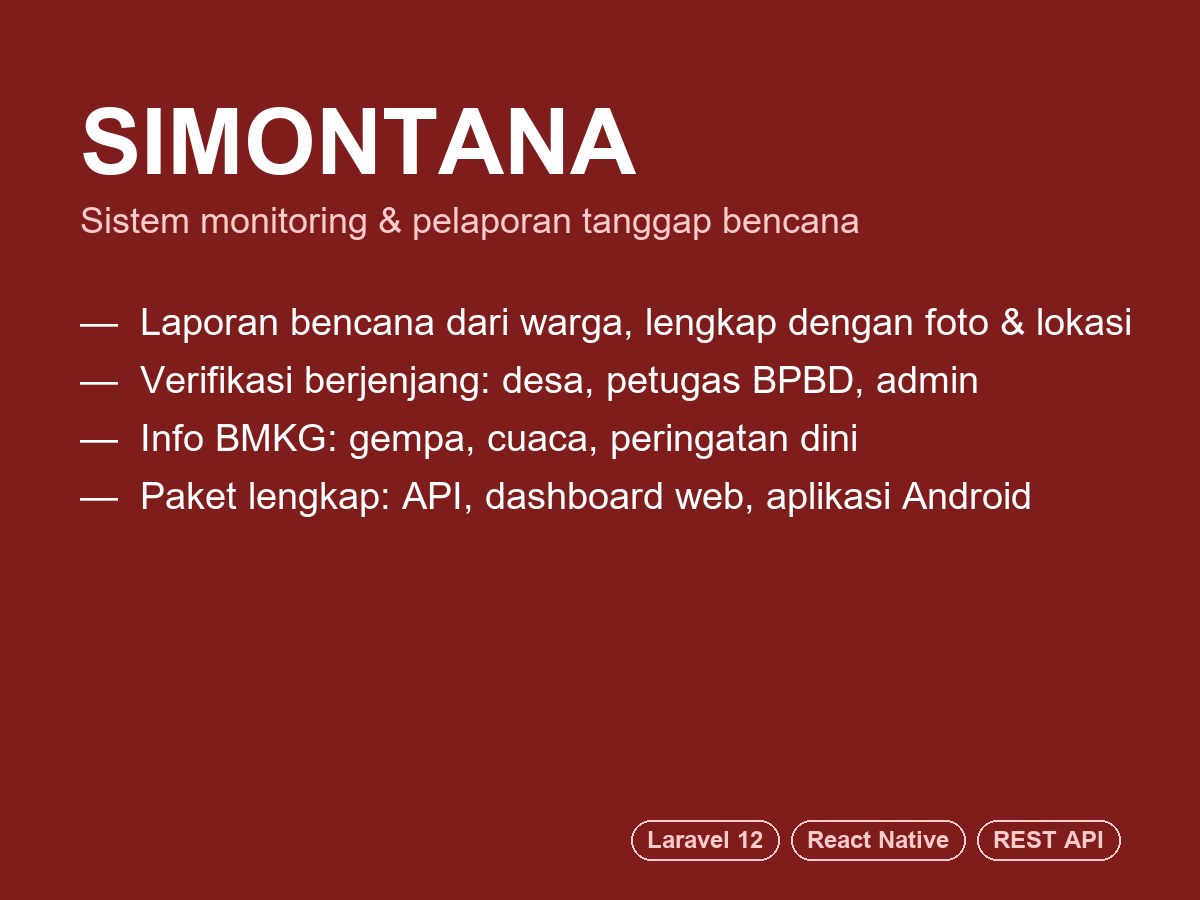 SIMONTANA
Sistem monitoring & pelaporan tanggap bencana
— Laporan bencana dari warga, lengkap dengan foto & lokasi
— Verifikasi berjenjang: desa, petugas BPBD, admin
— Info BMKG: gempa, cuaca, peringatan dini
— Paket lengkap: API, dashboard web, aplikasi Android
Laravel 12 React Native REST API